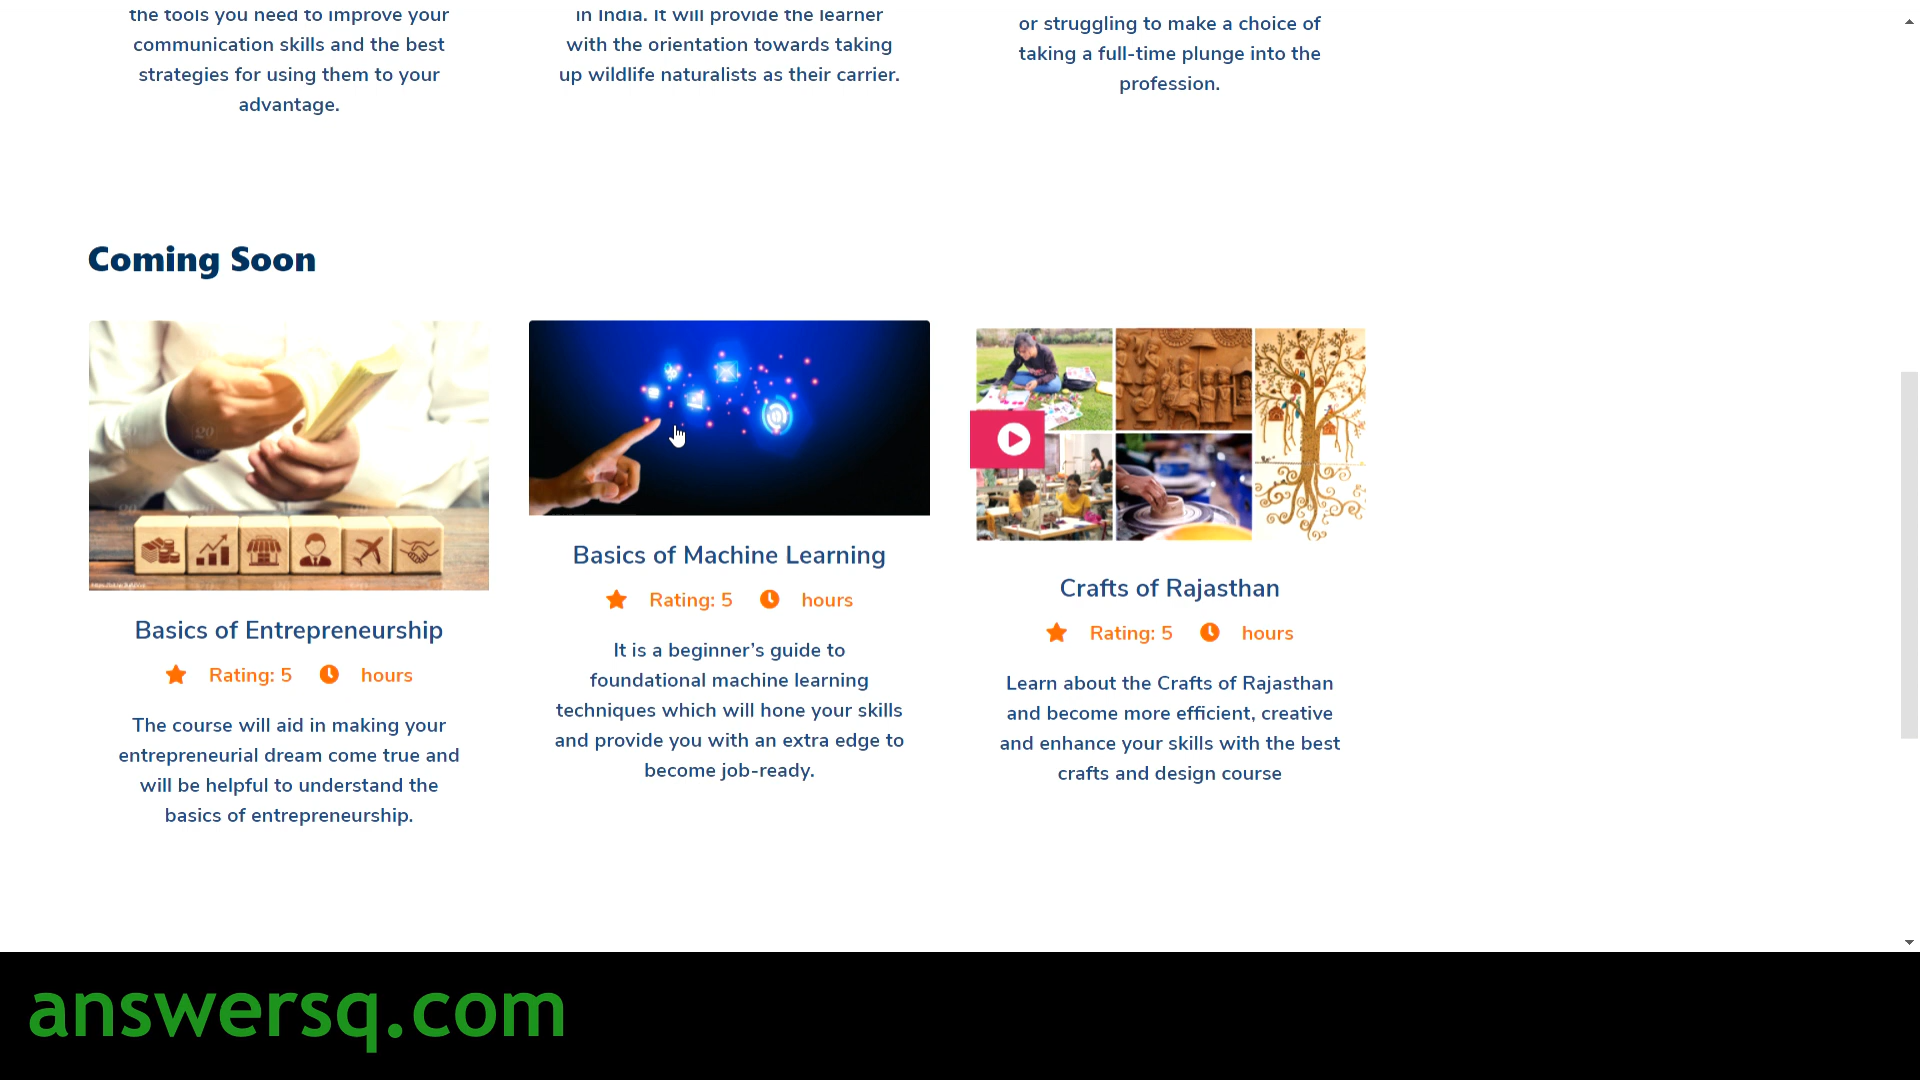 the tools you need to improve your
communication skills and the best
strategies for using them to your
advantage.
in India. It will provide the learner
with the orientation towards taking
up wildlife naturalists as their carrier.
or struggling to make a choice of
taking a full-time plunge into the
profession.
Coming Soon
Basics of Entrepreneurship
Rating: 5 hours
The course will aid in making your
entrepreneurial dream come true and
will be helpful to understand the
basics of entrepreneurship.
Basics of Machine Learning
Rating: 5 hours
It is a beginner’s guide to
foundational machine learning
techniques which will hone your skills
and provide you with an extra edge to
become job-ready.
Crafts of Rajasthan
Rating: 5 hours
Learn about the Crafts of Rajasthan
and become more efficient, creative
and enhance your skills with the best
crafts and design course
answersq.com